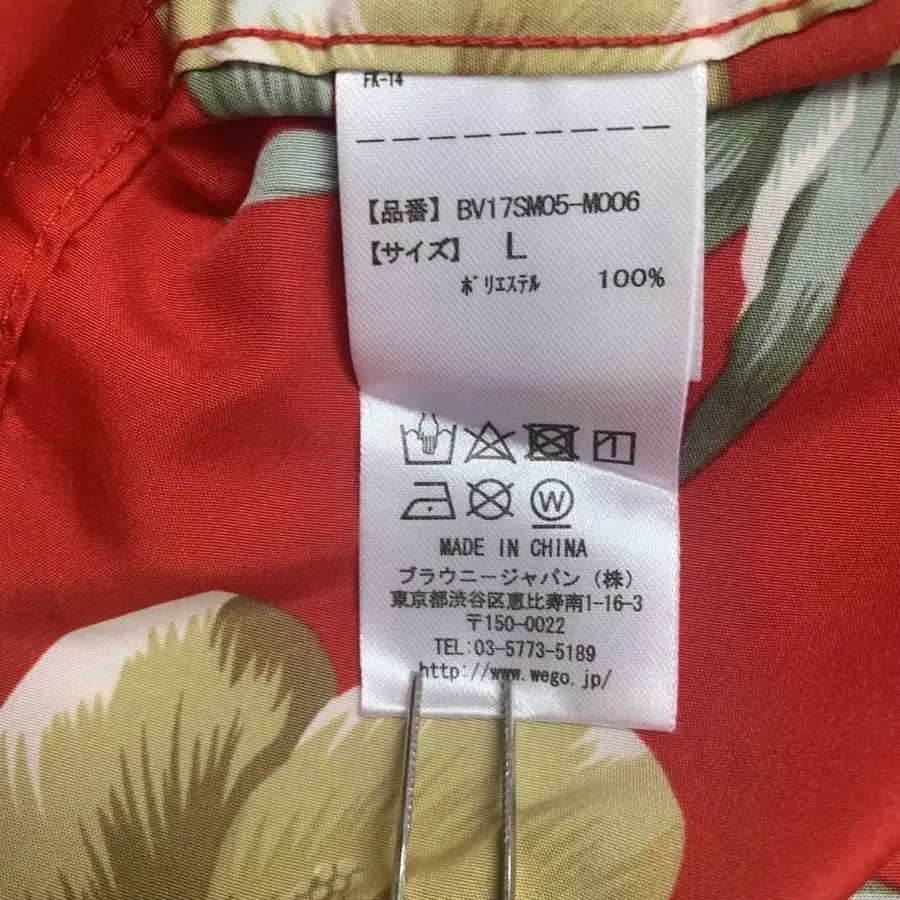 FK-14
【品番】 BV17SM05-M006
【サイズ】 L
ポリエステル 100%
1
W
MADE IN CHINA
ブラウニージャパン(株)
東京都渋谷区恵比寿南1-16-3
〒150-0022
TEL:03-5773-5189
http://www.wego.jp/